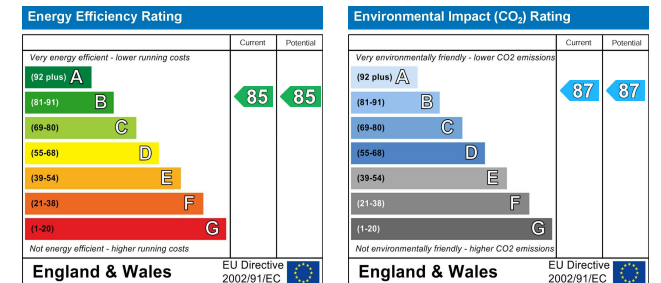 Energy Efficiency Rating
Current Potential
Very energy efficient - lower running costs
(92 plus) A
(81-91) B
85 85
(69-80) C
(55-68) D
(39-54) E
(21-38) F
(1-20) G
Not energy efficient - higher running costs
England & Wales
EU Directive
2002/91/EC
Environmental Impact (CO₂) Rating
Current Potential
Very environmentally friendly - lower CO2 emissions
(92 plus) A
87 87
(81-91) B
(69-80) C
(55-68) D
(39-54) E
(21-38) F
(1-20) G
Not environmentally friendly - higher CO2 emissions
England & Wales
EU Directive
2002/91/EC